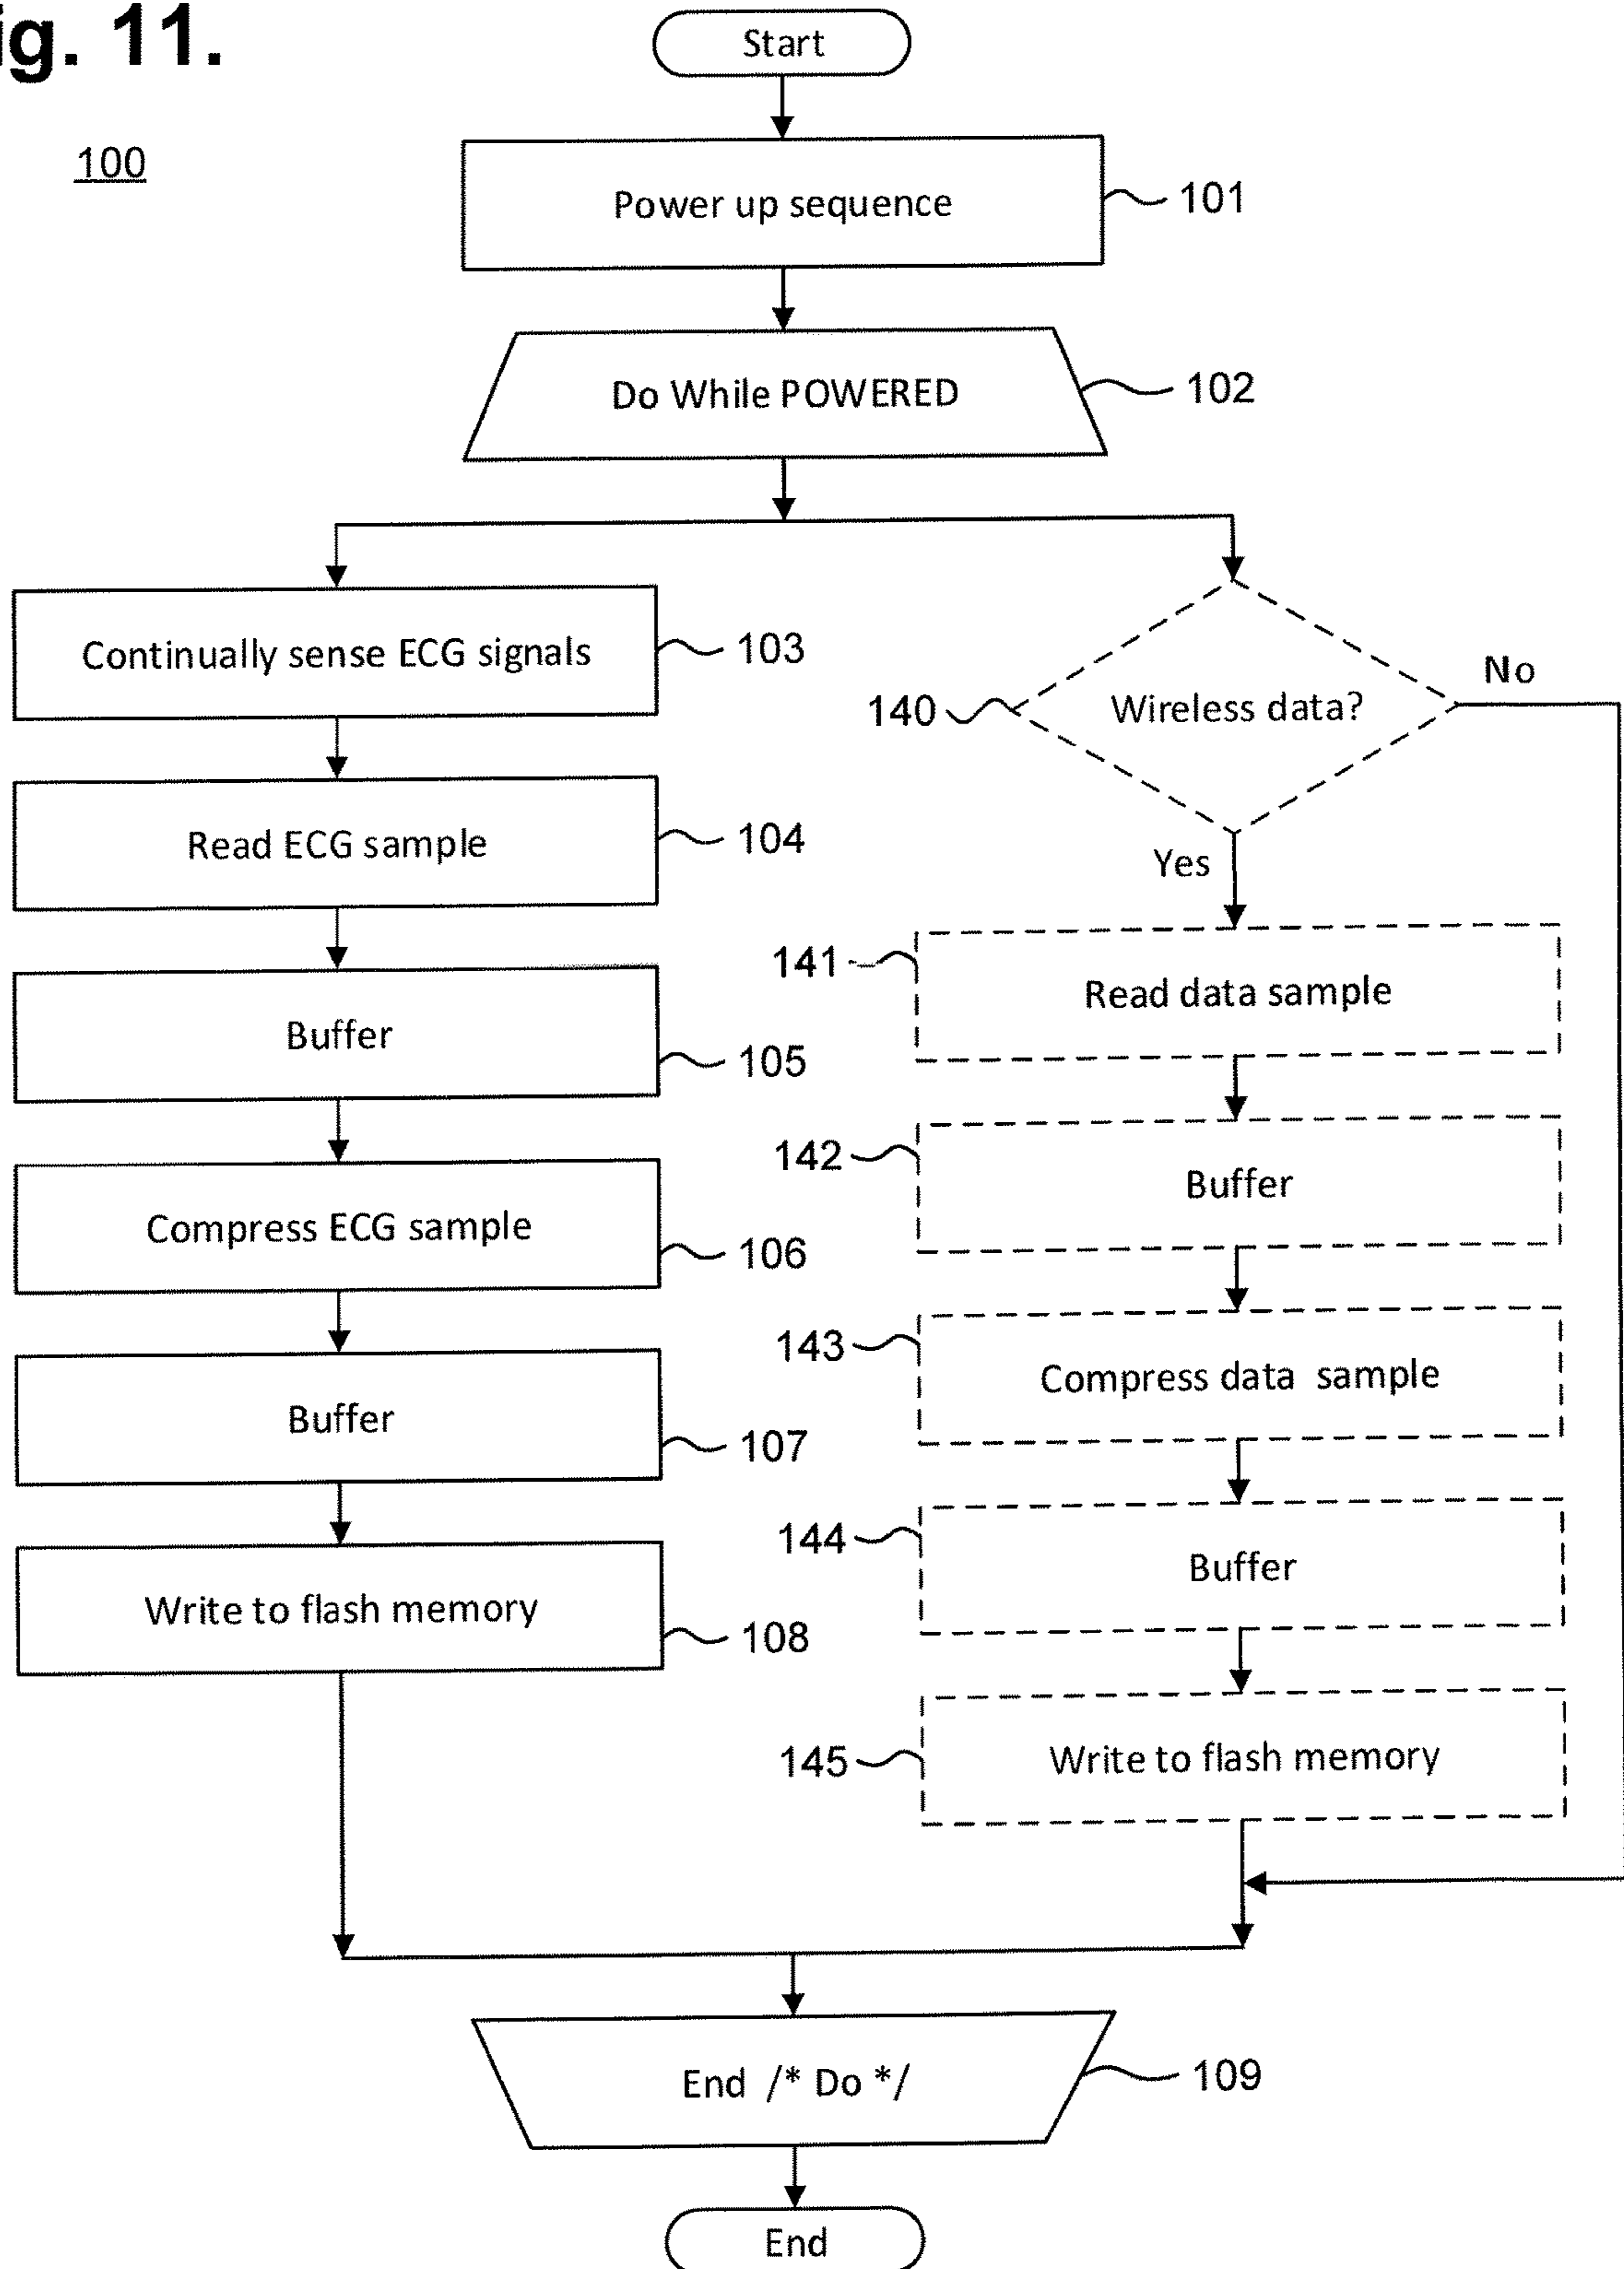 ig. 11.
100
Start
Power up sequence
101
Do While POWERED
102
Continually sense ECG signals
103
Read ECG sample
104
Buffer
105
Compress ECG sample
106
Buffer
107
Write to flash memory
108
140
Wireless data?
No
Yes
141
Read data sample
142
Buffer
143
Compress data sample
144
Buffer
145
Write to flash memory
End /* Do */
109
End